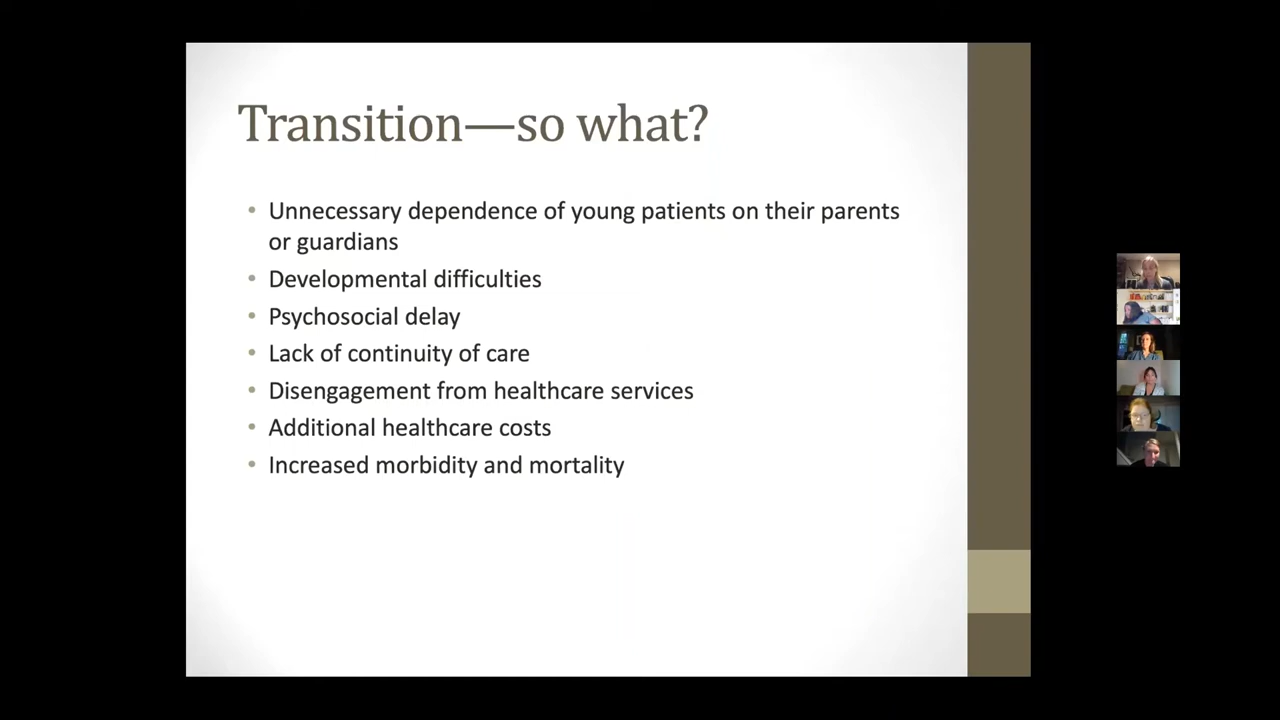 Transition—so what?
• Unnecessary dependence of young patients on their parents
or guardians
• Developmental difficulties
• Psychosocial delay
• Lack of continuity of care
• Disengagement from healthcare services
• Additional healthcare costs
• Increased morbidity and mortality